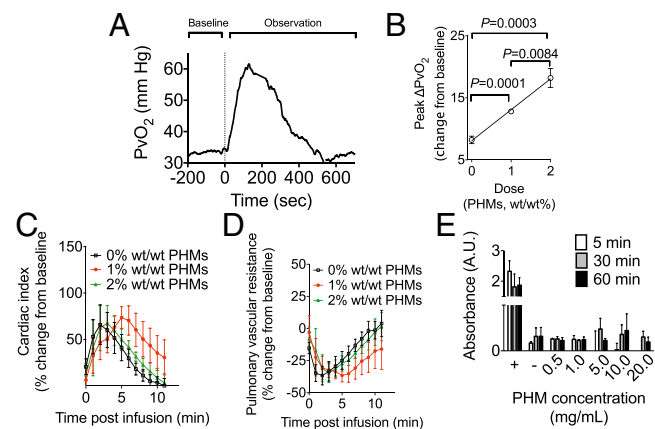 A
Baseline
Observation
PvO2 (mm Hg)
60
50
40
30
-200
0
200
400
600
Time (sec)
B
P=0.0003
P=0.0084
P=0.0001
Peak ΔPvO2
(change from baseline)
25
15
5
0
1
2
Dose
(PHMs, wt/wt%)
C
Cardiac index
(% change from baseline)
150
100
50
0% wt/wt PHMs
1% wt/wt PHMs
2% wt/wt PHMs
0
5
10
Time post infusion (min)
D
Pulmonary vascular resistance
(% change from baseline)
50
25
0
-25
-50
0% wt/wt PHMs
1% wt/wt PHMs
2% wt/wt PHMs
0
5
10
Time post infusion (min)
E
Absorbance (A.U.)
3
2
0
5 min
30 min
60 min
+
-
0.5
1.0
5.0
10.0
20.0
PHM concentration
(mg/mL)